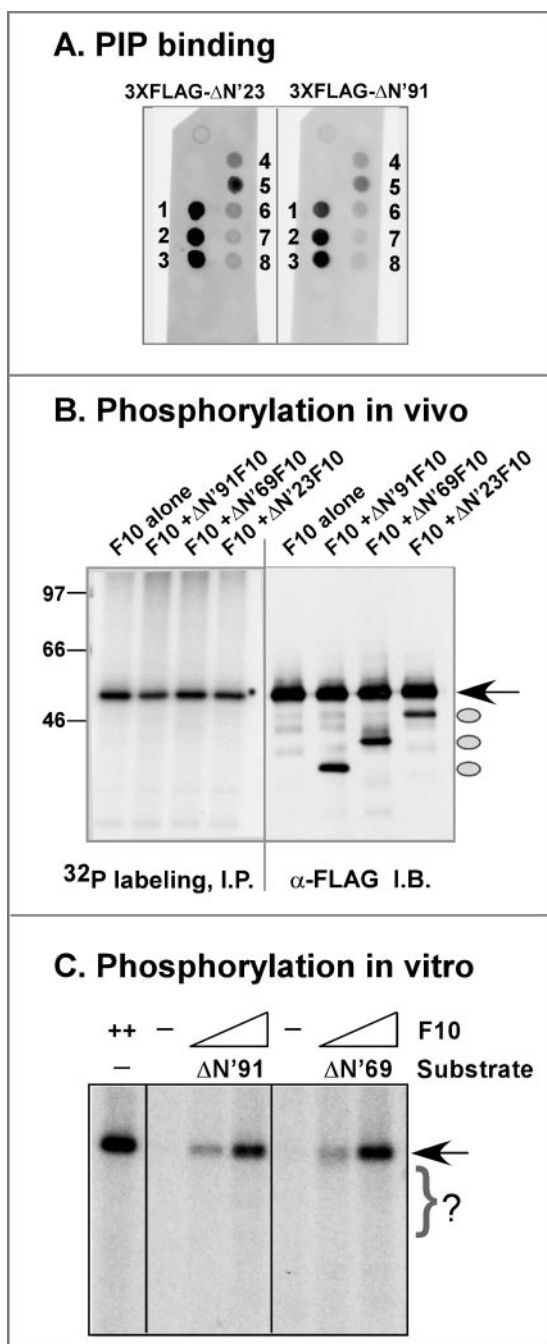 A. PIP binding
3XFLAG-ΔN'23 3XFLAG-ΔN'91
4 4
5 5
1 6 1 6
2 7 2 7
3 8 3 8
B. Phosphorylation in vivo
F10 alone
F10 +ΔN'91F10
F10 +ΔN'69F10
F10 +ΔN'23F10
F10 alone
F10 +ΔN'91F10
F10 +ΔN'69F10
F10 +ΔN'23F10
97
66
46
32P labeling, I.P. α-FLAG I.B.
C. Phosphorylation in vitro
++ – – F10
– ΔN'91 ΔN'69 Substrate
}?